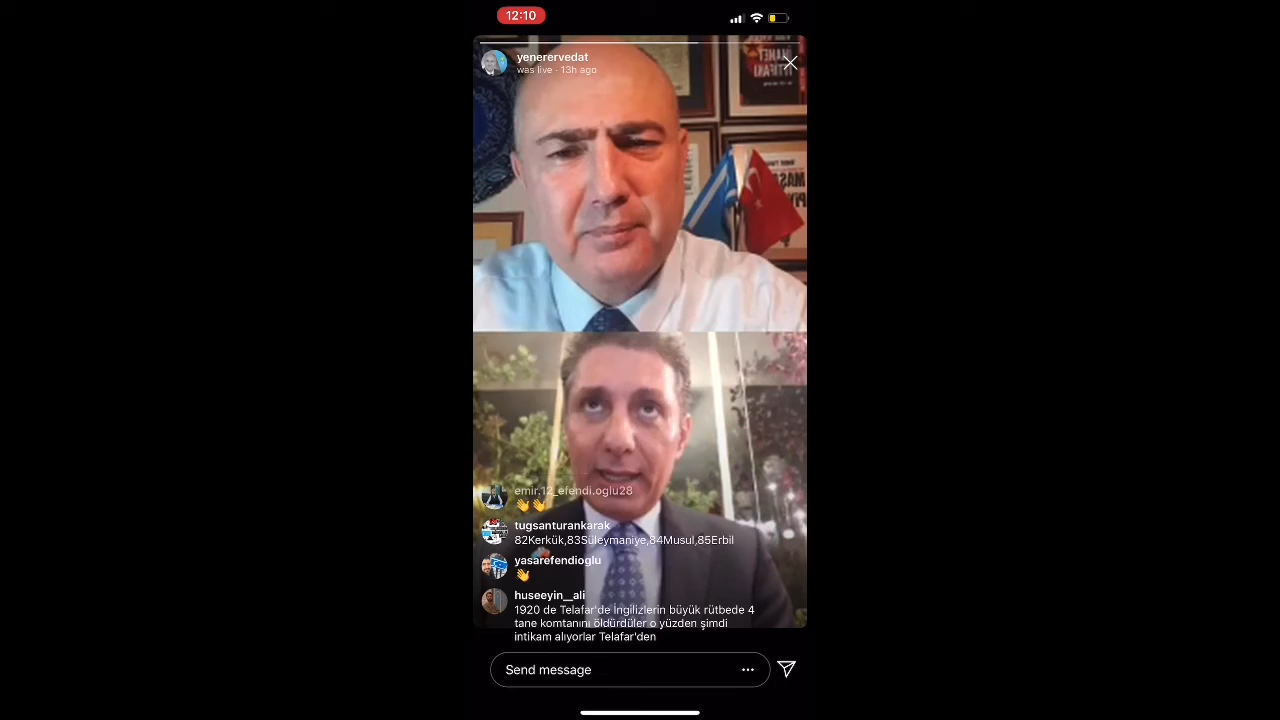 12:10
yenerervedat
was live · 13h ago
emir.12_efendi.oglu28
👋👋
tugsanturankarak
82Kerkük,83Süleymaniye,84Musul,85Erbil
yasarefendioglu
👋
huseeyin__ali
1920 de Telafar'de İngilizlerin büyük rütbede 4
tane komtanını öldürdüler o yüzden şimdi
intikam alıyorlar Telafar'den
Send message